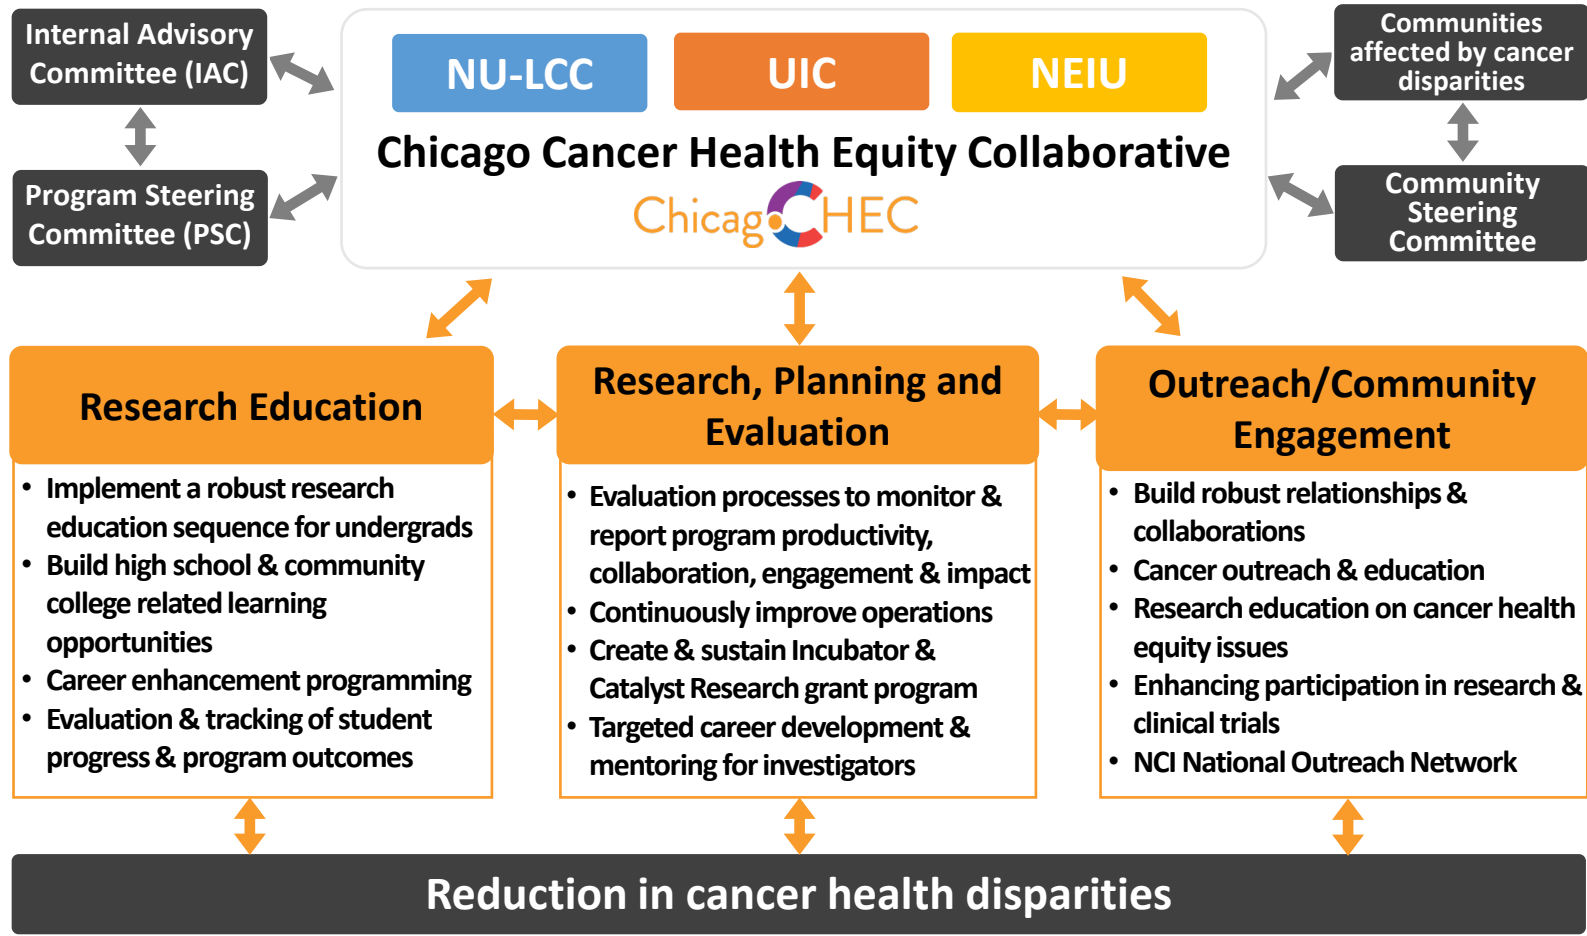 Internal Advisory
Committee (IAC)
Program Steering
Committee (PSC)
NU-LCC
UIC
NEIU
Chicago Cancer Health Equity Collaborative
ChicagoCHEC
Communities
affected by cancer
disparities
Community
Steering
Committee
Research Education
• Implement a robust research
education sequence for undergrads
• Build high school & community
college related learning
opportunities
• Career enhancement programming
• Evaluation & tracking of student
progress & program outcomes
Research, Planning and
Evaluation
• Evaluation processes to monitor &
report program productivity,
collaboration, engagement & impact
• Continuously improve operations
• Create & sustain Incubator &
Catalyst Research grant program
• Targeted career development &
mentoring for investigators
Outreach/Community
Engagement
• Build robust relationships &
collaborations
• Cancer outreach & education
• Research education on cancer health
equity issues
• Enhancing participation in research &
clinical trials
• NCI National Outreach Network
Reduction in cancer health disparities